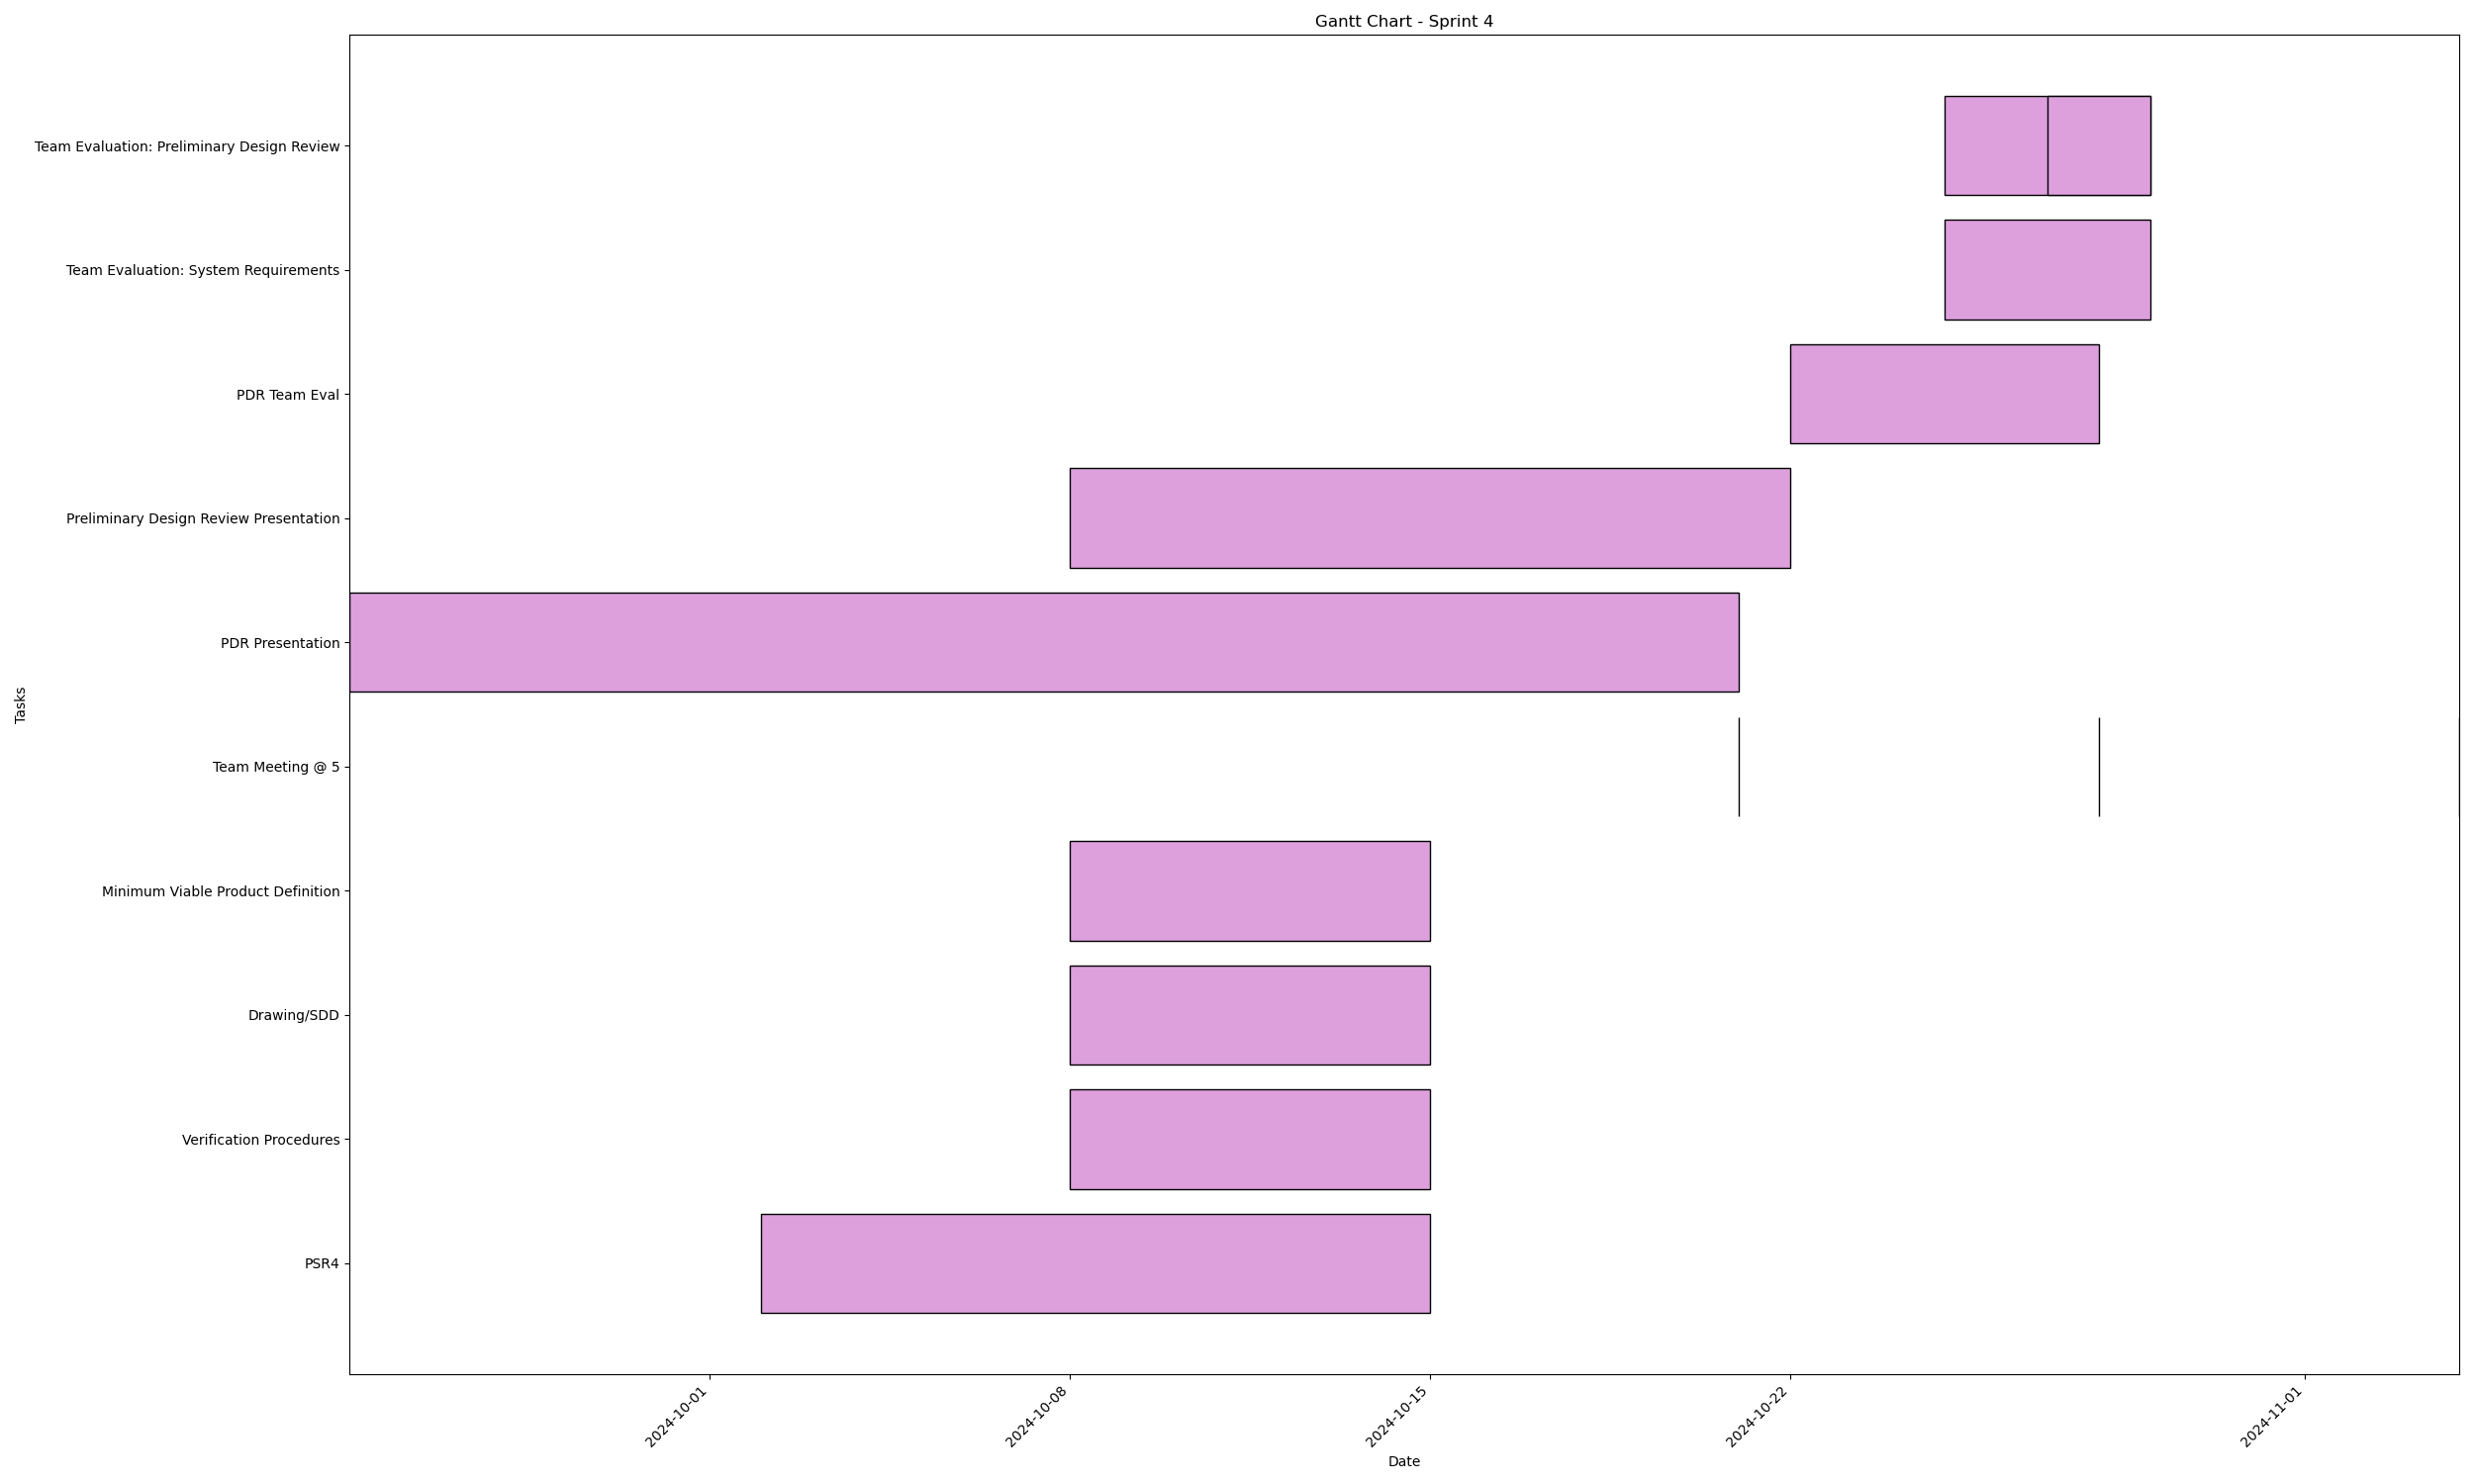 Gantt Chart - Sprint 4
Team Evaluation: Preliminary Design Review
Team Evaluation: System Requirements
PDR Team Eval
Preliminary Design Review Presentation
PDR Presentation
Tasks
Team Meeting @ 5
Minimum Viable Product Definition
Drawing/SDD
Verification Procedures
PSR4
2024-10-01
2024-10-08
2024-10-15
2024-10-22
2024-11-01
Date